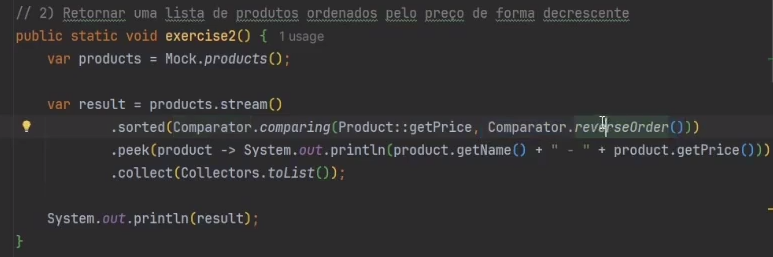 // 2) Retornar uma lista de produtos ordenados pelo preço de forma decrescente
public static void exercise2() { 1 usage
var products = Mock.products();
var result = products.stream()
.sorted(Comparator.comparing(Product::getPrice, Comparator.reverseOrder()))
.peek(product -> System.out.println(product.getName() + " - " + product.getPrice()))
.collect(Collectors.toList());
System.out.println(result);
}